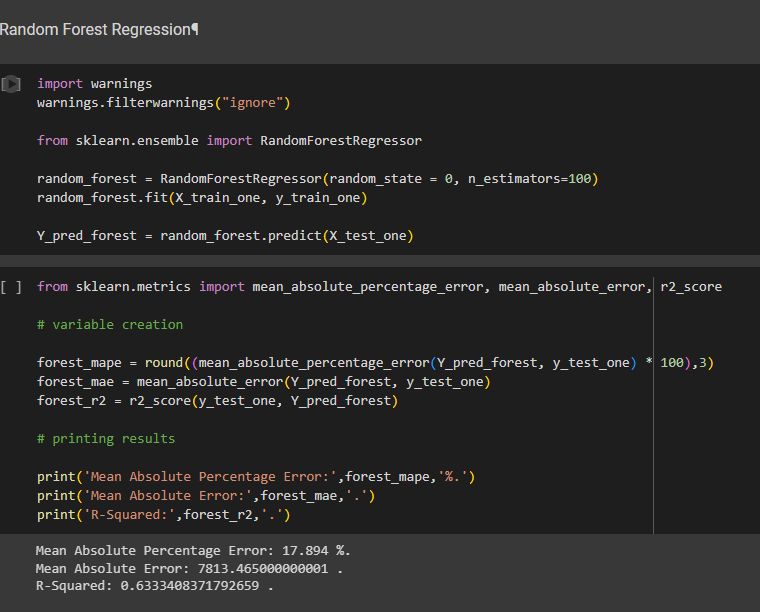 Random Forest Regression¶
import warnings
warnings.filterwarnings("ignore")
from sklearn.ensemble import RandomForestRegressor
random_forest = RandomForestRegressor(random_state = 0, n_estimators=100)
random_forest.fit(X_train_one, y_train_one)
Y_pred_forest = random_forest.predict(X_test_one)
[ ] from sklearn.metrics import mean_absolute_percentage_error, mean_absolute_error, r2_score
# variable creation
forest_mape = round((mean_absolute_percentage_error(Y_pred_forest, y_test_one) * 100),3)
forest_mae = mean_absolute_error(Y_pred_forest, y_test_one)
forest_r2 = r2_score(y_test_one, Y_pred_forest)
# printing results
print('Mean Absolute Percentage Error:',forest_mape,'%.')
print('Mean Absolute Error:',forest_mae,'.')
print('R-Squared:',forest_r2,'.')
Mean Absolute Percentage Error: 17.894 %.
Mean Absolute Error: 7813.465000000001 .
R-Squared: 0.6333408371792659 .